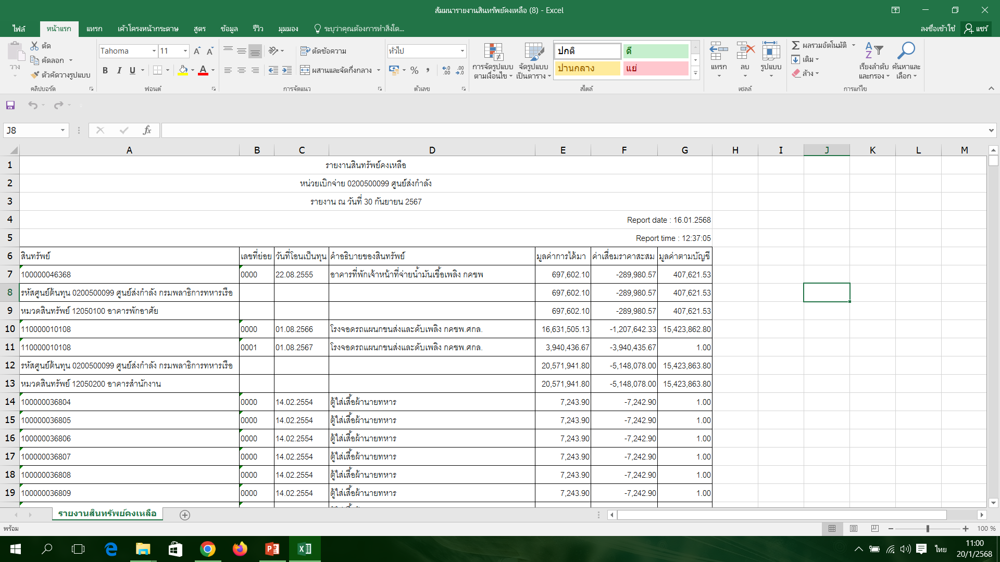 สัมมนารายงานสินทรัพย์คงเหลือ (8) - Excel
ไฟล์ หน้าแรก แทรก เค้าโครงหน้ากระดาษ สูตร ข้อมูล รีวิว มุมมอง ระบุว่าคุณต้องการทำสิ่งใด... ลงชื่อเข้าใช้ แชร์
วาง ตัด คัดลอก ตัวคัดวางรูปแบบ คลิปบอร์ด
Tahoma 11 B I U A ฟอนต์
ตัดข้อความ ผสานและจัดกึ่งกลาง การจัดแนว
ทั่วไป % ตัวเลข
การจัดรูปแบบตามเงื่อนไข จัดรูปแบบเป็นตาราง ปกติ ดี ปานกลาง แย่ สไตล์
แทรก ลบ รูปแบบ เซลล์
ผลรวมอัตโนมัติ เติม ล้าง เรียงลำดับและกรอง ค้นหาและเลือก การแก้ไข
J8 fx
A B C D E F G H I J K L M
1 รายงานสินทรัพย์คงเหลือ
2 หน่วยเบิกจ่าย 0200500099 ศูนย์ส่งกำลัง
3 รายงาน ณ วันที่ 30 กันยายน 2567
4 Report date : 16.01.2568
5 Report time : 12:37:05
6 สินทรัพย์ เลขที่ย่อย วันที่โอนเป็นทุน คำอธิบายของสินทรัพย์ มูลค่าการได้มา ค่าเสื่อมราคาสะสม มูลค่าตามบัญชี
7 100000046368 0000 22.08.2555 อาคารที่พักเจ้าหน้าที่จ่ายน้ำมันเชื้อเพลิง กคชพ 697,602.10 -289,980.57 407,621.53
8 รหัสศูนย์ต้นทุน 0200500099 ศูนย์ส่งกำลัง กรมพลาธิการทหารเรือ 697,602.10 -289,980.57 407,621.53
9 หมวดสินทรัพย์ 12050100 อาคารพักอาศัย 697,602.10 -289,980.57 407,621.53
10 110000010108 0000 01.08.2566 โรงจอดรถแผนกขนส่งและดับเพลิง กคชพ.ศกล. 16,631,505.13 -1,207,642.33 15,423,862.80
11 110000010108 0001 01.08.2567 โรงจอดรถแผนกขนส่งและดับเพลิง กคชพ.ศกล. 3,940,436.67 -3,940,435.67 1.00
12 รหัสศูนย์ต้นทุน 0200500099 ศูนย์ส่งกำลัง กรมพลาธิการทหารเรือ 20,571,941.80 -5,148,078.00 15,423,863.80
13 หมวดสินทรัพย์ 12050200 อาคารสำนักงาน 20,571,941.80 -5,148,078.00 15,423,863.80
14 100000036804 0000 14.02.2554 ตู้ใส่เสื้อผ้านายทหาร 7,243.90 -7,242.90 1.00
15 100000036805 0000 14.02.2554 ตู้ใส่เสื้อผ้านายทหาร 7,243.90 -7,242.90 1.00
16 100000036806 0000 14.02.2554 ตู้ใส่เสื้อผ้านายทหาร 7,243.90 -7,242.90 1.00
17 100000036807 0000 14.02.2554 ตู้ใส่เสื้อผ้านายทหาร 7,243.90 -7,242.90 1.00
18 100000036808 0000 14.02.2554 ตู้ใส่เสื้อผ้านายทหาร 7,243.90 -7,242.90 1.00
19 100000036809 0000 14.02.2554 ตู้ใส่เสื้อผ้านายทหาร 7,243.90 -7,242.90 1.00
รายงานสินทรัพย์คงเหลือ
พร้อม 100 %
ไทย 11:00
20/1/2568